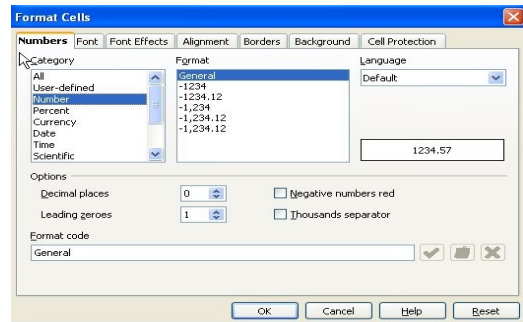 Format Cells
Numbers Font Font Effects Alignment Borders Background Cell Protection
Category Format Language
All General Default
User-defined -1234
Number -1234.12
Percent -1,234
Currency -1,234.12
Date -1,234.12
Time
Scientific 1234.57
Options
Decimal places 0 Negative numbers red
Leading zeroes 1 Thousands separator
Format code
General
OK Cancel Help Reset